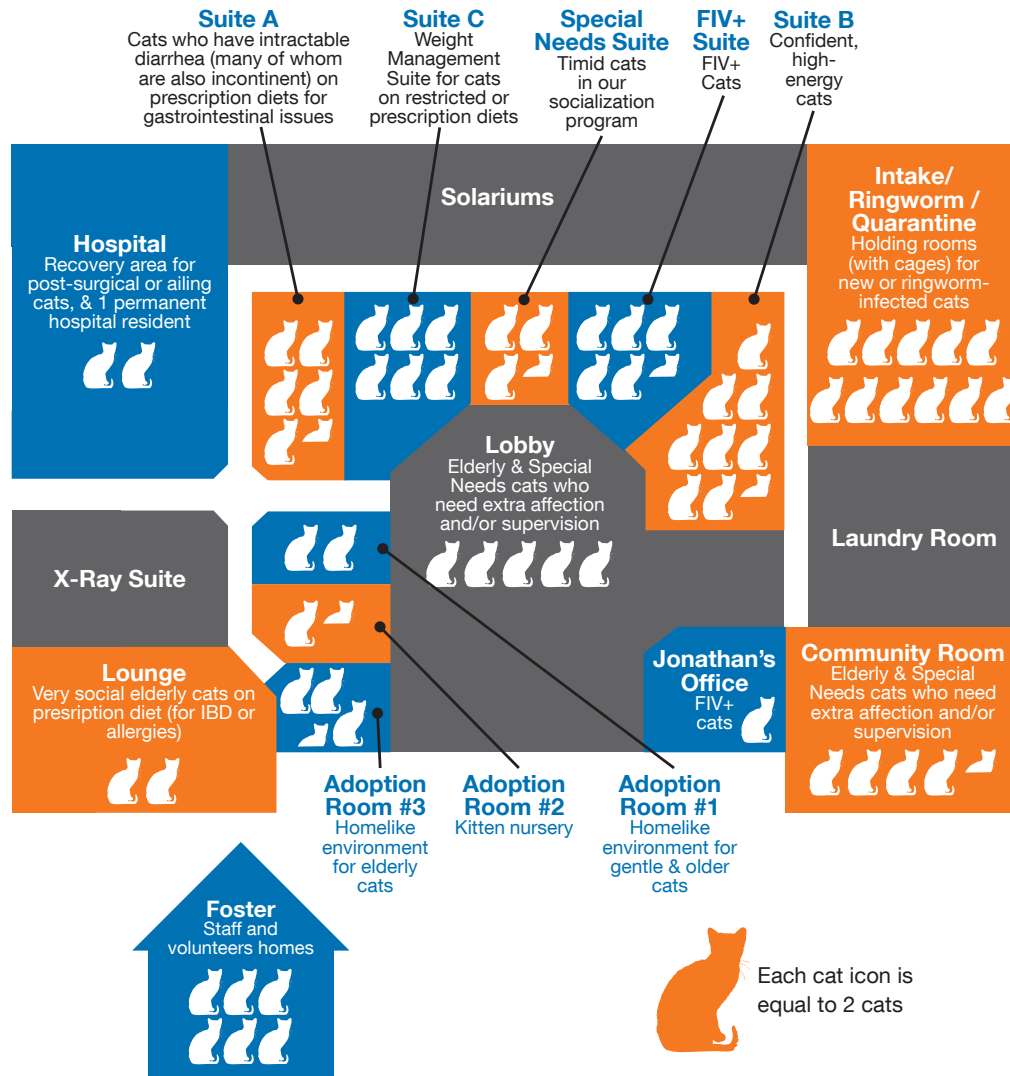 Suite A
Cats who have intractable
diarrhea (many of whom
are also incontinent) on
prescription diets for
gastrointestinal issues
Suite C
Weight
Management
Suite for cats
on restricted or
prescription diets
Special
Needs Suite
Timid cats
in our
socialization
program
FIV+
Suite
FIV+
Cats
Suite B
Confident,
high-
energy
cats
Solariums
Hospital
Recovery area for
post-surgical or ailing
cats, & 1 permanent
hospital resident
Intake/
Ringworm /
Quarantine
Holding rooms
(with cages) for
new or ringworm-
infected cats
Lobby
Elderly & Special
Needs cats who
need extra affection
and/or supervision
X-Ray Suite
Laundry Room
Lounge
Very social elderly cats on
presription diet (for IBD or
allergies)
Jonathan's
Office
FIV+
cats
Community Room
Elderly & Special
Needs cats who need
extra affection and/or
supervision
Adoption
Room #3
Homelike
environment
for elderly
cats
Adoption
Room #2
Kitten nursery
Adoption
Room #1
Homelike
environment for
gentle & older
cats
Foster
Staff and
volunteers homes
Each cat icon is
equal to 2 cats